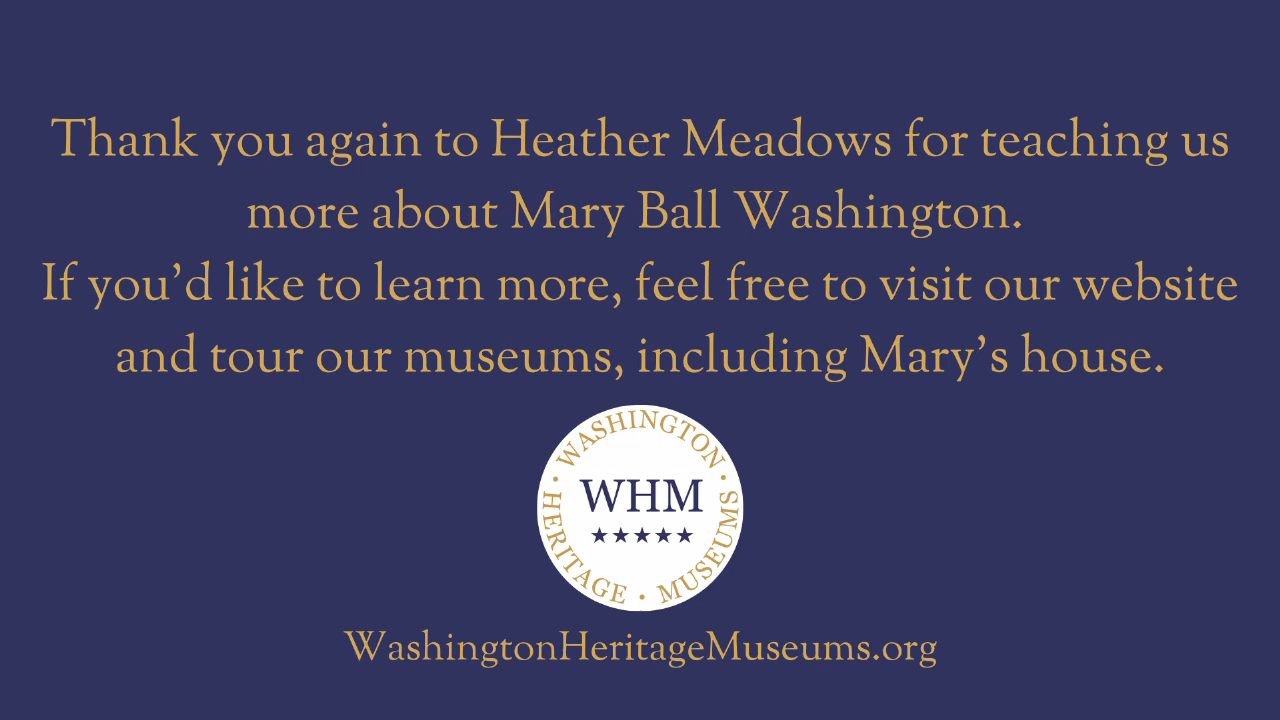 Thank you again to Heather Meadows for teaching us
more about Mary Ball Washington.
If you’d like to learn more, feel free to visit our website
and tour our museums, including Mary’s house.
· WASHINGTON · HERITAGE · MUSEUMS
WHM
★★★★★
WashingtonHeritageMuseums.org